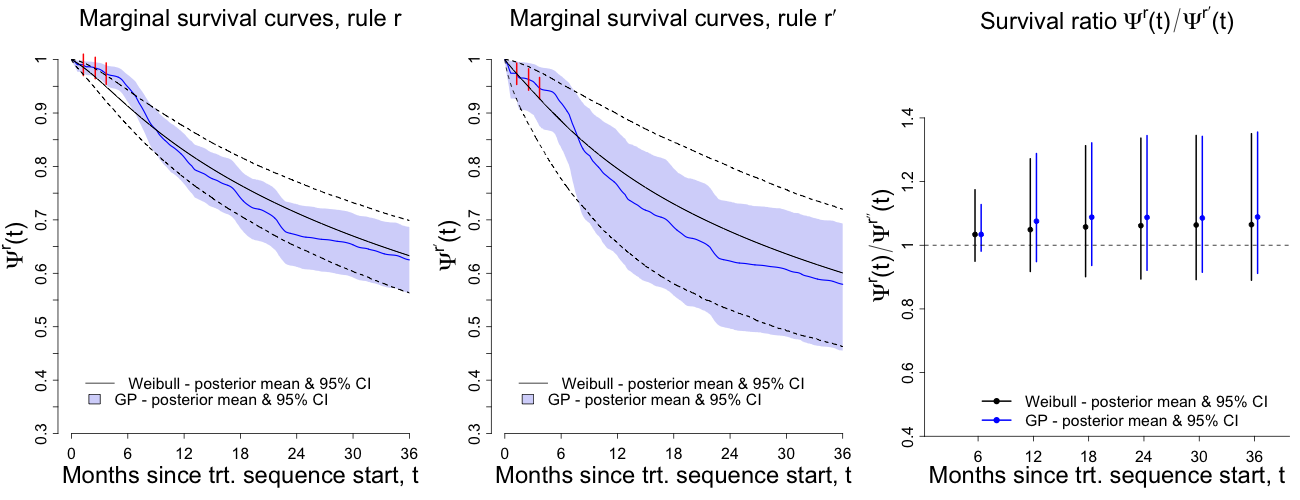 Marginal survival curves, rule r
Ψʳ(t)
1
0.9
0.8
0.7
0.6
0.5
0.4
0.3
Weibull - posterior mean & 95% CI
GP - posterior mean & 95% CI
0 6 12 18 24 30 36
Months since trt. sequence start, t
Marginal survival curves, rule r′
Ψʳ′(t)
1
0.9
0.8
0.7
0.6
0.5
0.4
0.3
Weibull - posterior mean & 95% CI
GP - posterior mean & 95% CI
0 6 12 18 24 30 36
Months since trt. sequence start, t
Survival ratio Ψʳ(t)/Ψʳ′(t)
Ψʳ(t)/Ψʳ″(t)
1.4
1.2
1
0.8
0.6
0.4
Weibull - posterior mean & 95% CI
GP - posterior mean & 95% CI
6 12 18 24 30 36
Months since trt. sequence start, t